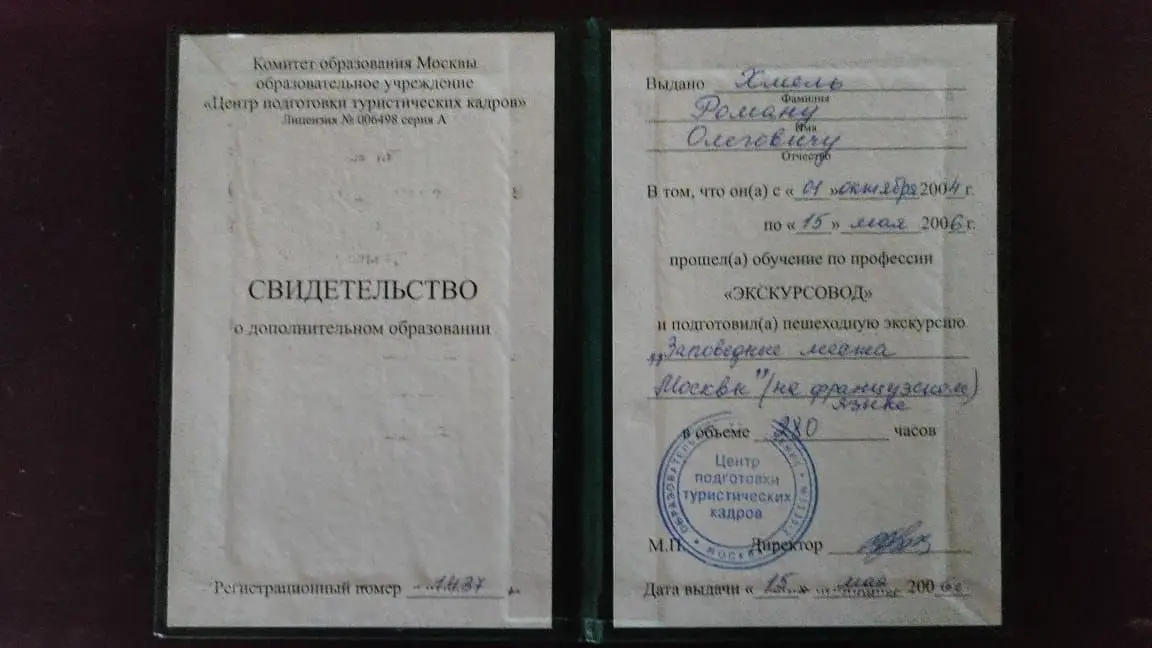 Комитет образования Москвы
образовательное учреждение
«Центр подготовки туристических кадров»
Лицензия № 006498 серия А
СВИДЕТЕЛЬСТВО
о дополнительном образовании
Регистрационный номер 1437
Выдано Хмель
Фамилия
Роману
Имя
Олеговичу
Отчество
В том, что он(а) с «01» октября 2004 г.
по «15» мая 2006 г.
прошел(а) обучение по профессии
«ЭКСКУРСОВОД»
и подготовил(а) пешеходную экскурсию
„Заповедные места
Москвы" (на французском)
языке
в объеме 280 часов
Центр
подготовки
туристических
кадров
М.П. Директор
Дата выдачи «15» мая 200